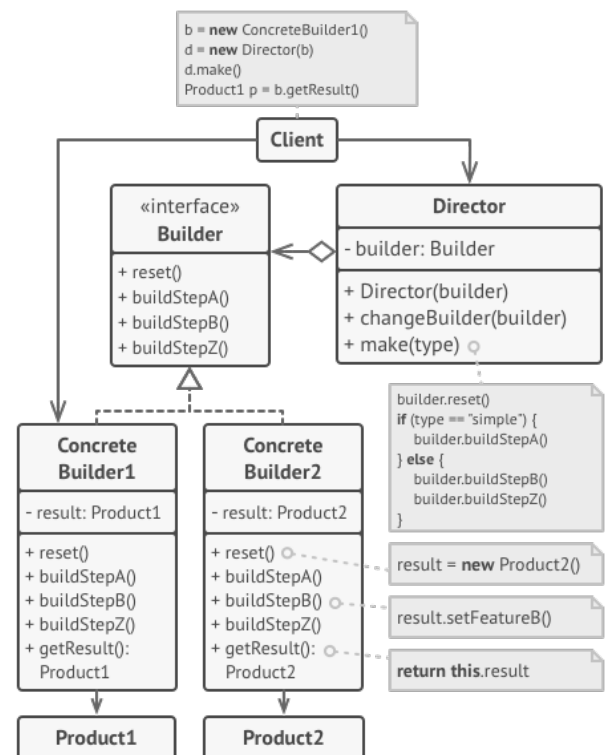 b = new ConcreteBuilder1()
d = new Director(b)
d.make()
Product1 p = b.getResult()
Client
«interface»
Builder
+ reset()
+ buildStepA()
+ buildStepB()
+ buildStepZ()
Director
- builder: Builder
+ Director(builder)
+ changeBuilder(builder)
+ make(type)
builder.reset()
if (type == "simple") {
builder.buildStepA()
} else {
builder.buildStepB()
builder.buildStepZ()
}
Concrete
Builder1
- result: Product1
+ reset()
+ buildStepA()
+ buildStepB()
+ buildStepZ()
+ getResult():
Product1
Concrete
Builder2
- result: Product2
+ reset()
+ buildStepA()
+ buildStepB()
+ buildStepZ()
+ getResult():
Product2
result = new Product2()
result.setFeatureB()
return this.result
Product1
Product2